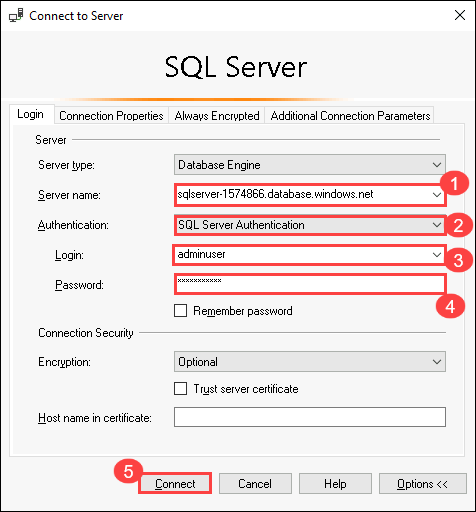 Connect to Server
SQL Server
Login Connection Properties Always Encrypted Additional Connection Parameters
Server
Server type: Database Engine
1
Server name: sqlserver-1574866.database.windows.net
Authentication: SQL Server Authentication 2
Login: adminuser 3
Password: ***********
4
Remember password
Connection Security
Encryption: Optional
Trust server certificate
Host name in certificate:
5
Connect Cancel Help Options <<